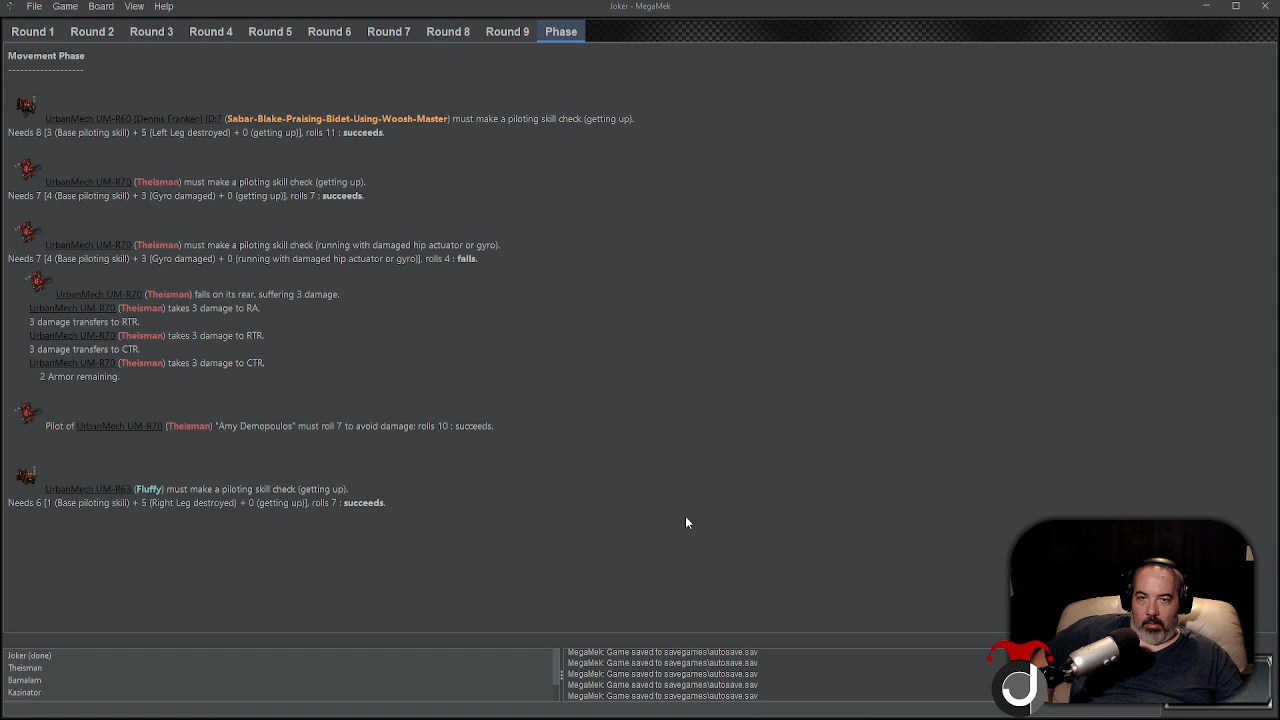 File Game Board View Help
Joker - MegaMek
Round 1 Round 2 Round 3 Round 4 Round 5 Round 6 Round 7 Round 8 Round 9 Phase
Movement Phase
-------------------
UrbanMech UM-R60 (Dennis Franken) ID:7 (Sabar-Blake-Praising-Bidet-Using-Woosh-Master) must make a piloting skill check (getting up).
Needs 8 [3 (Base piloting skill) + 5 (Left Leg destroyed) + 0 (getting up)], rolls 11 : succeeds.
UrbanMech UM-R70 (Theisman) must make a piloting skill check (getting up).
Needs 7 [4 (Base piloting skill) + 3 (Gyro damaged) + 0 (getting up)], rolls 7 : succeeds.
UrbanMech UM-R70 (Theisman) must make a piloting skill check (running with damaged hip actuator or gyro).
Needs 7 [4 (Base piloting skill) + 3 (Gyro damaged) + 0 (running with damaged hip actuator or gyro)], rolls 4 : falls.
UrbanMech UM-R70 (Theisman) falls on its rear, suffering 3 damage.
UrbanMech UM-R70 (Theisman) takes 3 damage to RA.
3 damage transfers to RTR.
UrbanMech UM-R70 (Theisman) takes 3 damage to RTR.
3 damage transfers to CTR.
UrbanMech UM-R70 (Theisman) takes 3 damage to CTR.
2 Armor remaining.
Pilot of UrbanMech UM-R70 (Theisman) "Amy Demopoulos" must roll 7 to avoid damage; rolls 10 : succeeds.
UrbanMech UM-R63 (Fluffy) must make a piloting skill check (getting up).
Needs 6 [1 (Base piloting skill) + 5 (Right Leg destroyed) + 0 (getting up)], rolls 7 : succeeds.
Joker (done)
Theisman
Bamalam
Kazinator
MegaMek: Game saved to savegames\autosave.sav
MegaMek: Game saved to savegames\autosave.sav
MegaMek: Game saved to savegames\autosave.sav
MegaMek: Game saved to savegames\autosave.sav
MegaMek: Game saved to savegames\autosave.sav